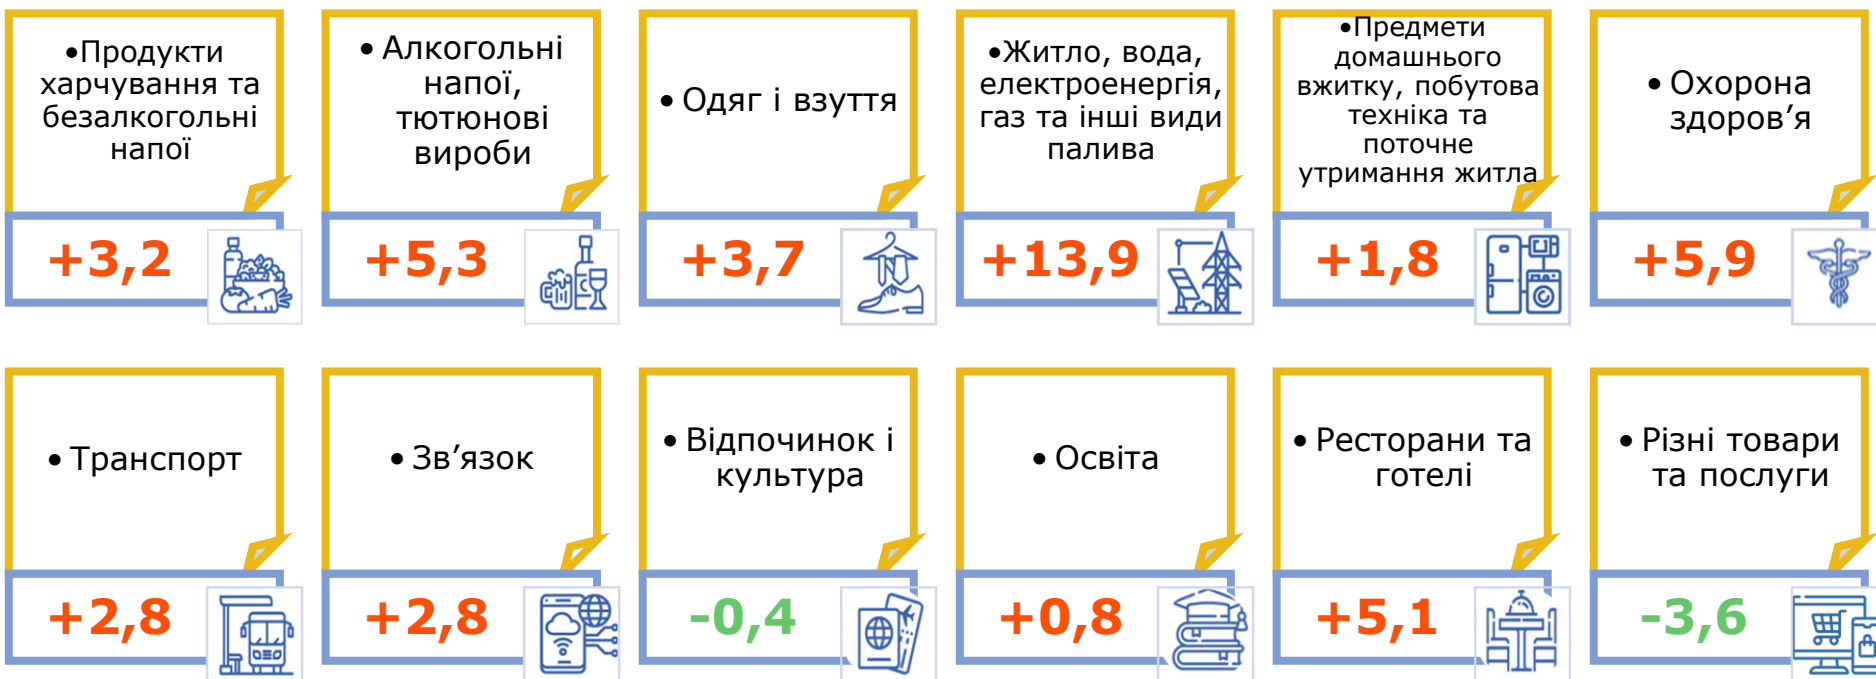 •Продукти
харчування та
безалкогольні
напої
+3,2
• Алкогольні
напої,
тютюнові
вироби
+5,3
• Одяг і взуття
+3,7
•Житло, вода,
електроенергія,
газ та інші види
палива
+13,9
•Предмети
домашнього
вжитку, побутова
техніка та
поточне
утримання житла
+1,8
• Охорона
здоров’я
+5,9
• Транспорт
+2,8
• Зв’язок
+2,8
• Відпочинок і
культура
-0,4
• Освіта
+0,8
• Ресторани та
готелі
+5,1
• Різні товари
та послуги
-3,6